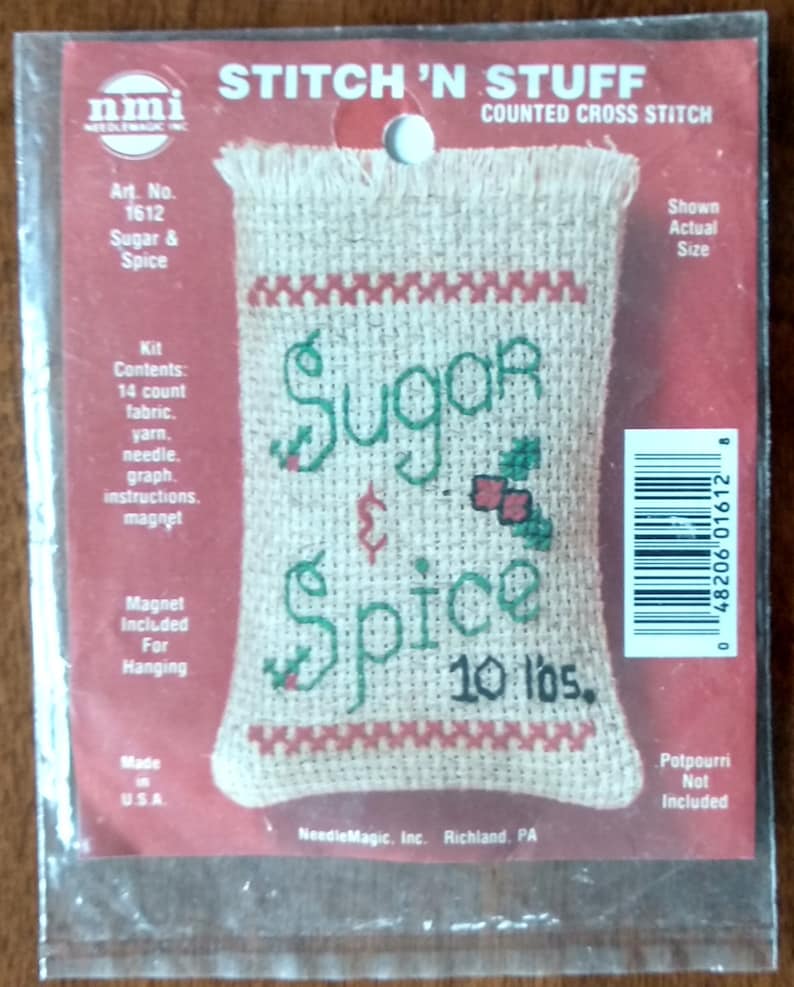 STITCH 'N STUFF
COUNTED CROSS STITCH
nmi
NEEDLEMAGIC INC
Art. No.
1612
Sugar &
Spice
Shown
Actual
Size
Kit
Contents:
14 count
fabric,
yarn,
needle,
graph,
instructions,
magnet
Magnet
Included
For
Hanging
Made
in
U.S.A.
Sugar
&
Spice
10 lbs.
0 48206 01612 8
Potpourri
Not
Included
NeedleMagic, Inc. Richland, PA